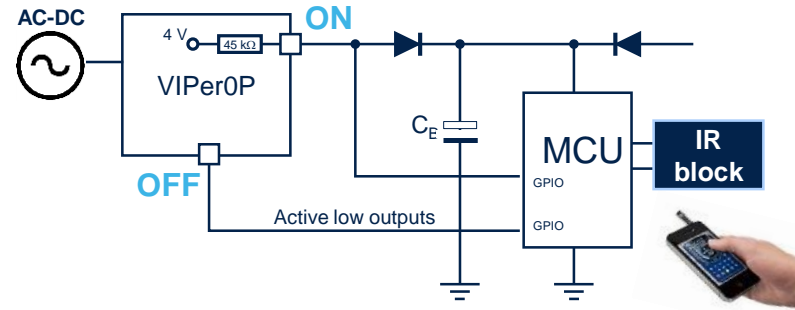 AC-DC
ON
4 V
45 kΩ
VIPer0P
OFF
C_E
MCU
IR
block
GPIO
GPIO
Active low outputs